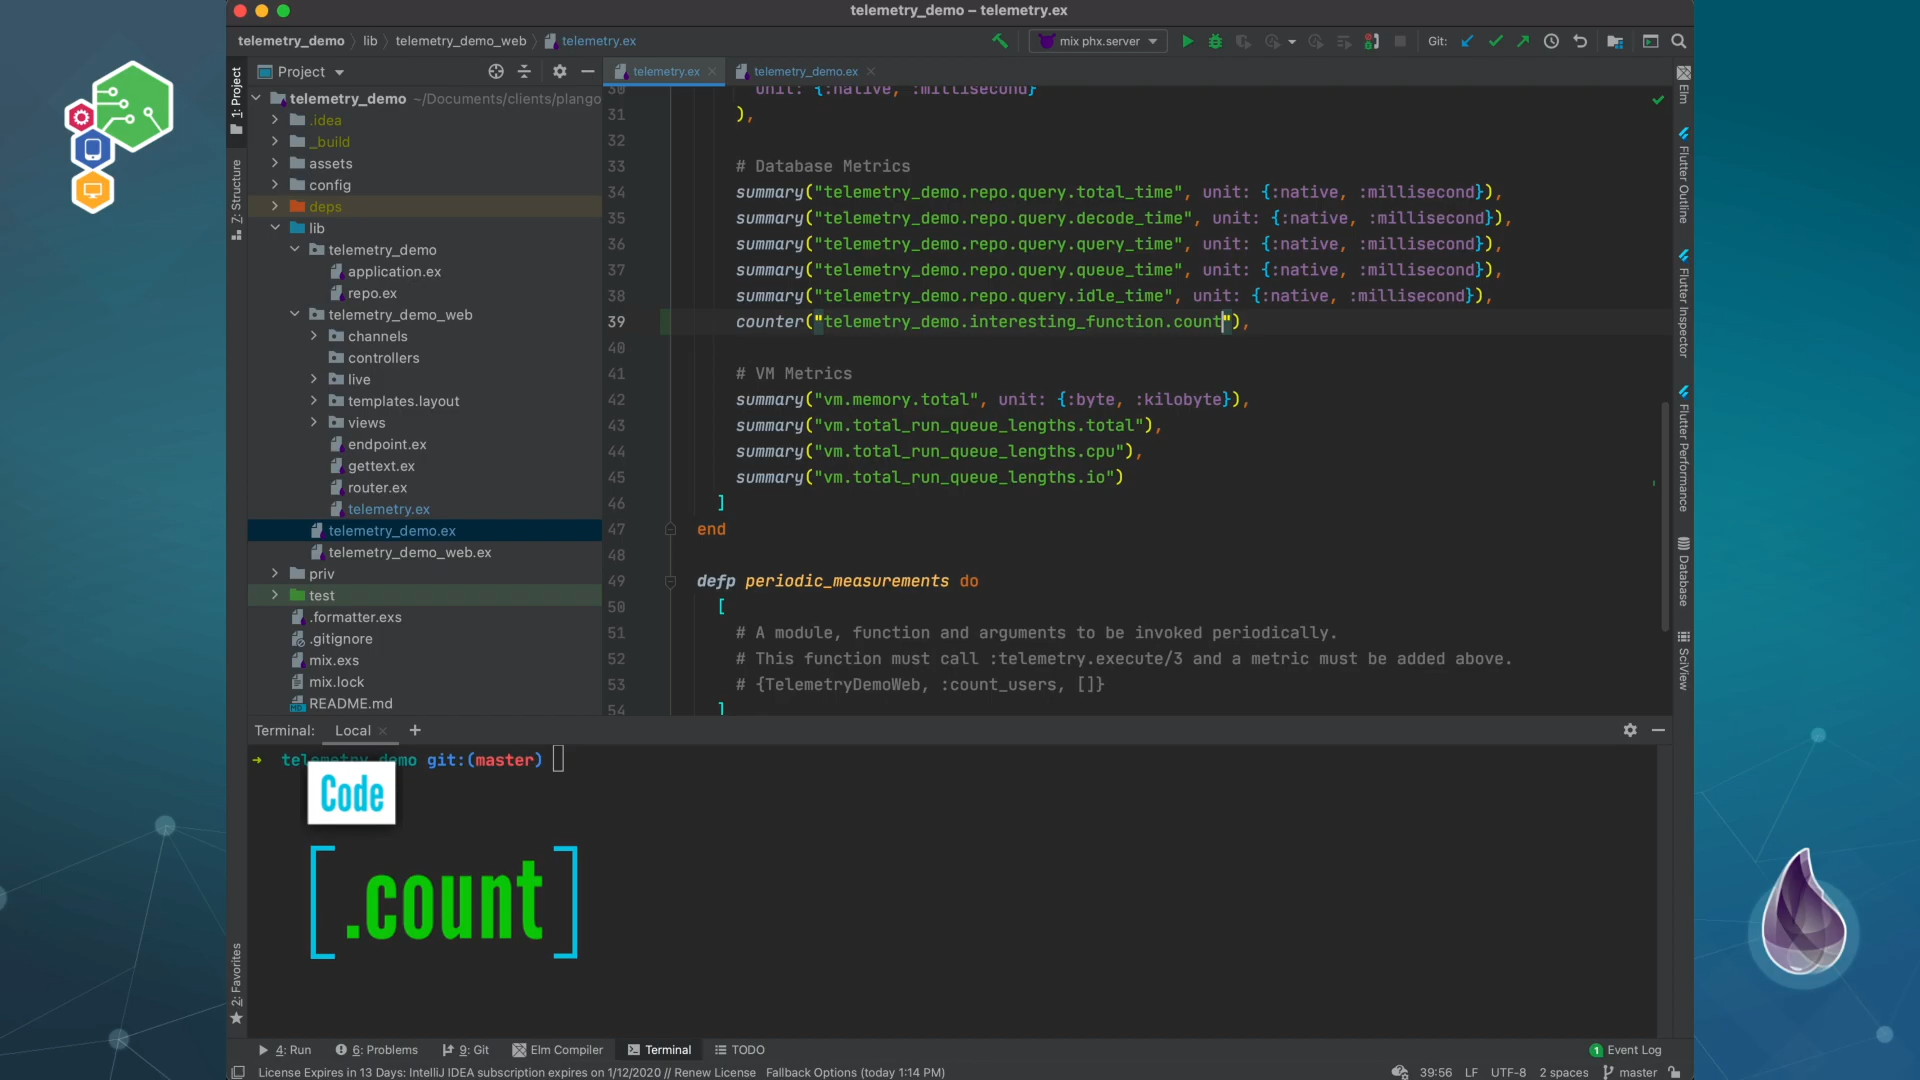 telemetry_demo – telemetry.ex
telemetry_demo lib telemetry_demo_web telemetry.ex
mix phx.server
Git:
Project
telemetry.ex
telemetry_demo.ex
1: Project
Z: Structure
2: Favorites
telemetry_demo ~/Documents/clients/plango
.idea
_build
assets
config
deps
lib
telemetry_demo
application.ex
repo.ex
telemetry_demo_web
channels
controllers
live
templates.layout
views
endpoint.ex
gettext.ex
router.ex
telemetry.ex
telemetry_demo.ex
telemetry_demo_web.ex
priv
test
.formatter.exs
.gitignore
mix.exs
mix.lock
README.md
30 unit: {:native, :millisecond}
31 ),
32
33 # Database Metrics
34 summary("telemetry_demo.repo.query.total_time", unit: {:native, :millisecond}),
35 summary("telemetry_demo.repo.query.decode_time", unit: {:native, :millisecond}),
36 summary("telemetry_demo.repo.query.query_time", unit: {:native, :millisecond}),
37 summary("telemetry_demo.repo.query.queue_time", unit: {:native, :millisecond}),
38 summary("telemetry_demo.repo.query.idle_time", unit: {:native, :millisecond}),
39 counter("telemetry_demo.interesting_function.count"),
40
41 # VM Metrics
42 summary("vm.memory.total", unit: {:byte, :kilobyte}),
43 summary("vm.total_run_queue_lengths.total"),
44 summary("vm.total_run_queue_lengths.cpu"),
45 summary("vm.total_run_queue_lengths.io")
46 ]
47 end
48
49 defp periodic_measurements do
50 [
51 # A module, function and arguments to be invoked periodically.
52 # This function must call :telemetry.execute/3 and a metric must be added above.
53 # {TelemetryDemoWeb, :count_users, []}
54 ]
Elm
Flutter Outline
Flutter Inspector
Flutter Performance
Database
SciView
Terminal: Local
telemetry_demo git:(master)
Code
[.count]
4: Run 6: Problems 9: Git Elm Compiler Terminal TODO
1 Event Log
License Expires in 13 Days: IntelliJ IDEA subscription expires on 1/12/2020 // Renew License Fallback Options (today 1:14 PM)
39:56 LF UTF-8 2 spaces master